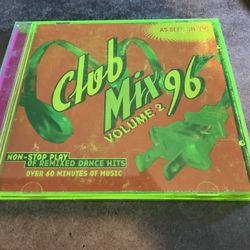 AS SEEN ON TV
Club
Mix 96
VOLUME 2
NON-STOP PLAY
OF REMIXED DANCE HITS
OVER 60 MINUTES OF MUSIC